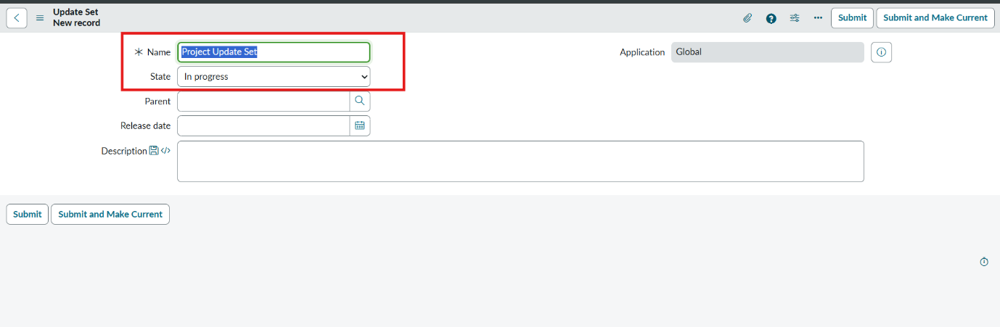 Update Set
New record
Submit
Submit and Make Current
Name
Project Update Set
Application
Global
State
In progress
Parent
Release date
Description
Submit
Submit and Make Current